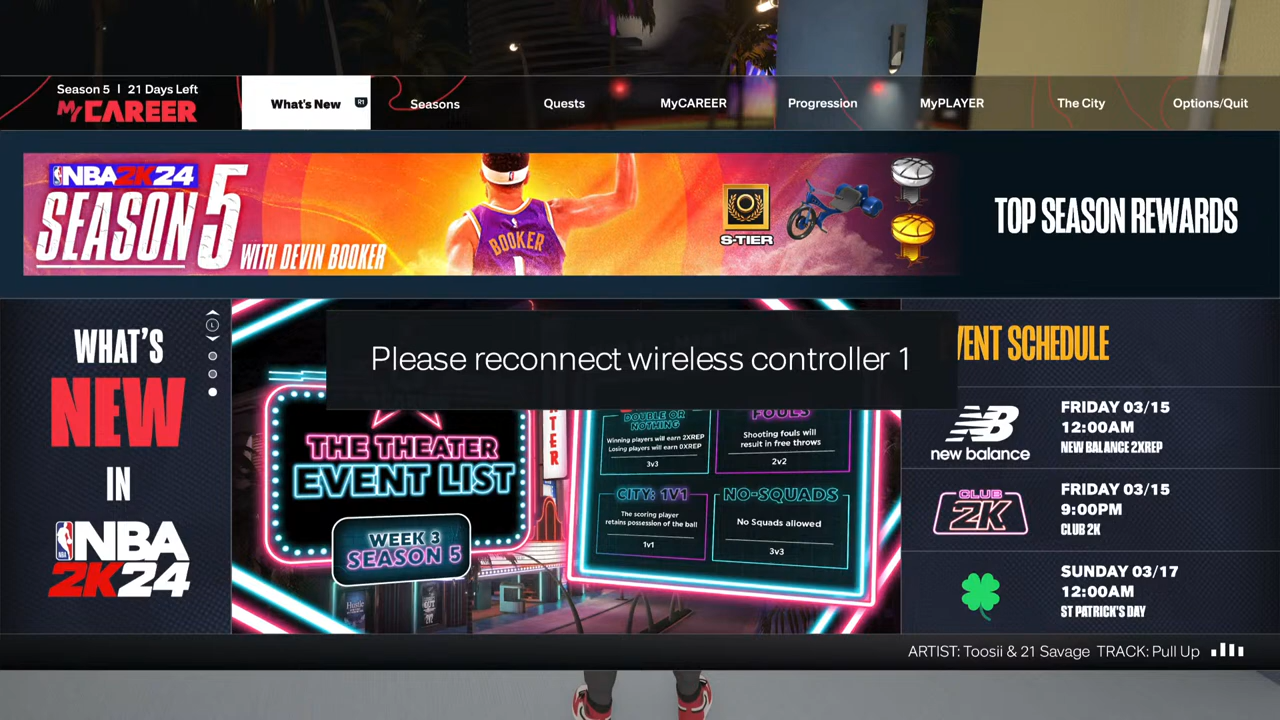 Season 5 | 21 Days Left
MyCAREER
What's New R1
Seasons
Quests
MyCAREER
Progression
MyPLAYER
The City
Options/Quit
NBA 2K24
SEASON 5
WITH DEVIN BOOKER
BOOKER
1
S-TIER
TOP SEASON REWARDS
WHAT'S
NEW
IN
NBA
2K24
L
Please reconnect wireless controller 1
THE THEATER
EVENT LIST
WEEK 3
SEASON 5
DOUBLE OR
NOTHING
Winning players will earn 2XREP
Losing players will earn 0XREP
3v3
FOULS
Shooting fouls will
result in free throws
2v2
CITY: 1V1
The scoring player
retains possession of the ball
1v1
NO-SQUADS
No Squads allowed
3v3
VENT SCHEDULE
NB
new balance
FRIDAY 03/15
12:00AM
NEW BALANCE 2XREP
CLUB
2K
FRIDAY 03/15
9:00PM
CLUB 2K
SUNDAY 03/17
12:00AM
ST PATRICK'S DAY
ARTIST: Toosii & 21 Savage TRACK: Pull Up